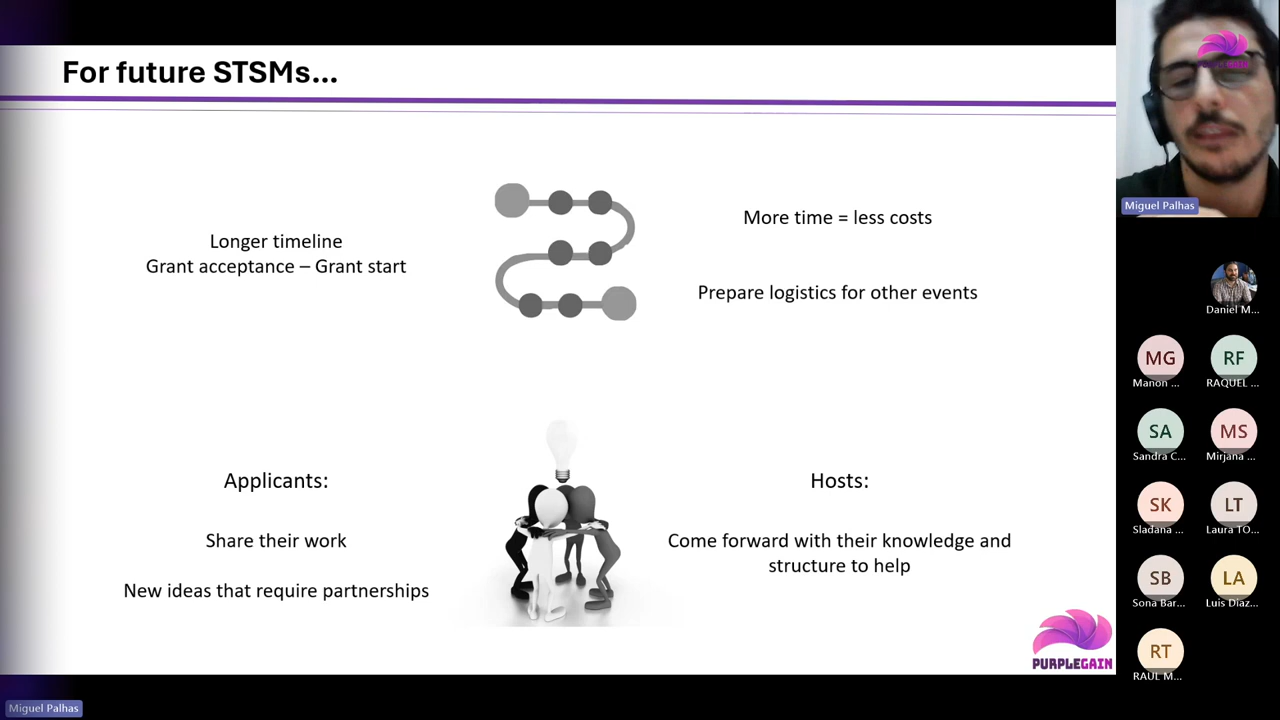 For future STSMs...
Longer timeline
Grant acceptance – Grant start
More time = less costs
Prepare logistics for other events
Applicants:
Share their work
New ideas that require partnerships
Hosts:
Come forward with their knowledge and
structure to help
PURPLEGAIN
Miguel Palhas
PURPLEGAIN
Miguel Palhas
Daniel M...
MG
Manon ...
RF
RAQUEL ...
SA
Sandra C...
MS
Mirjana ...
SK
Sladana ...
LT
Laura TO...
SB
Sona Bar...
LA
Luis Diaz...
RT
RAUL M...